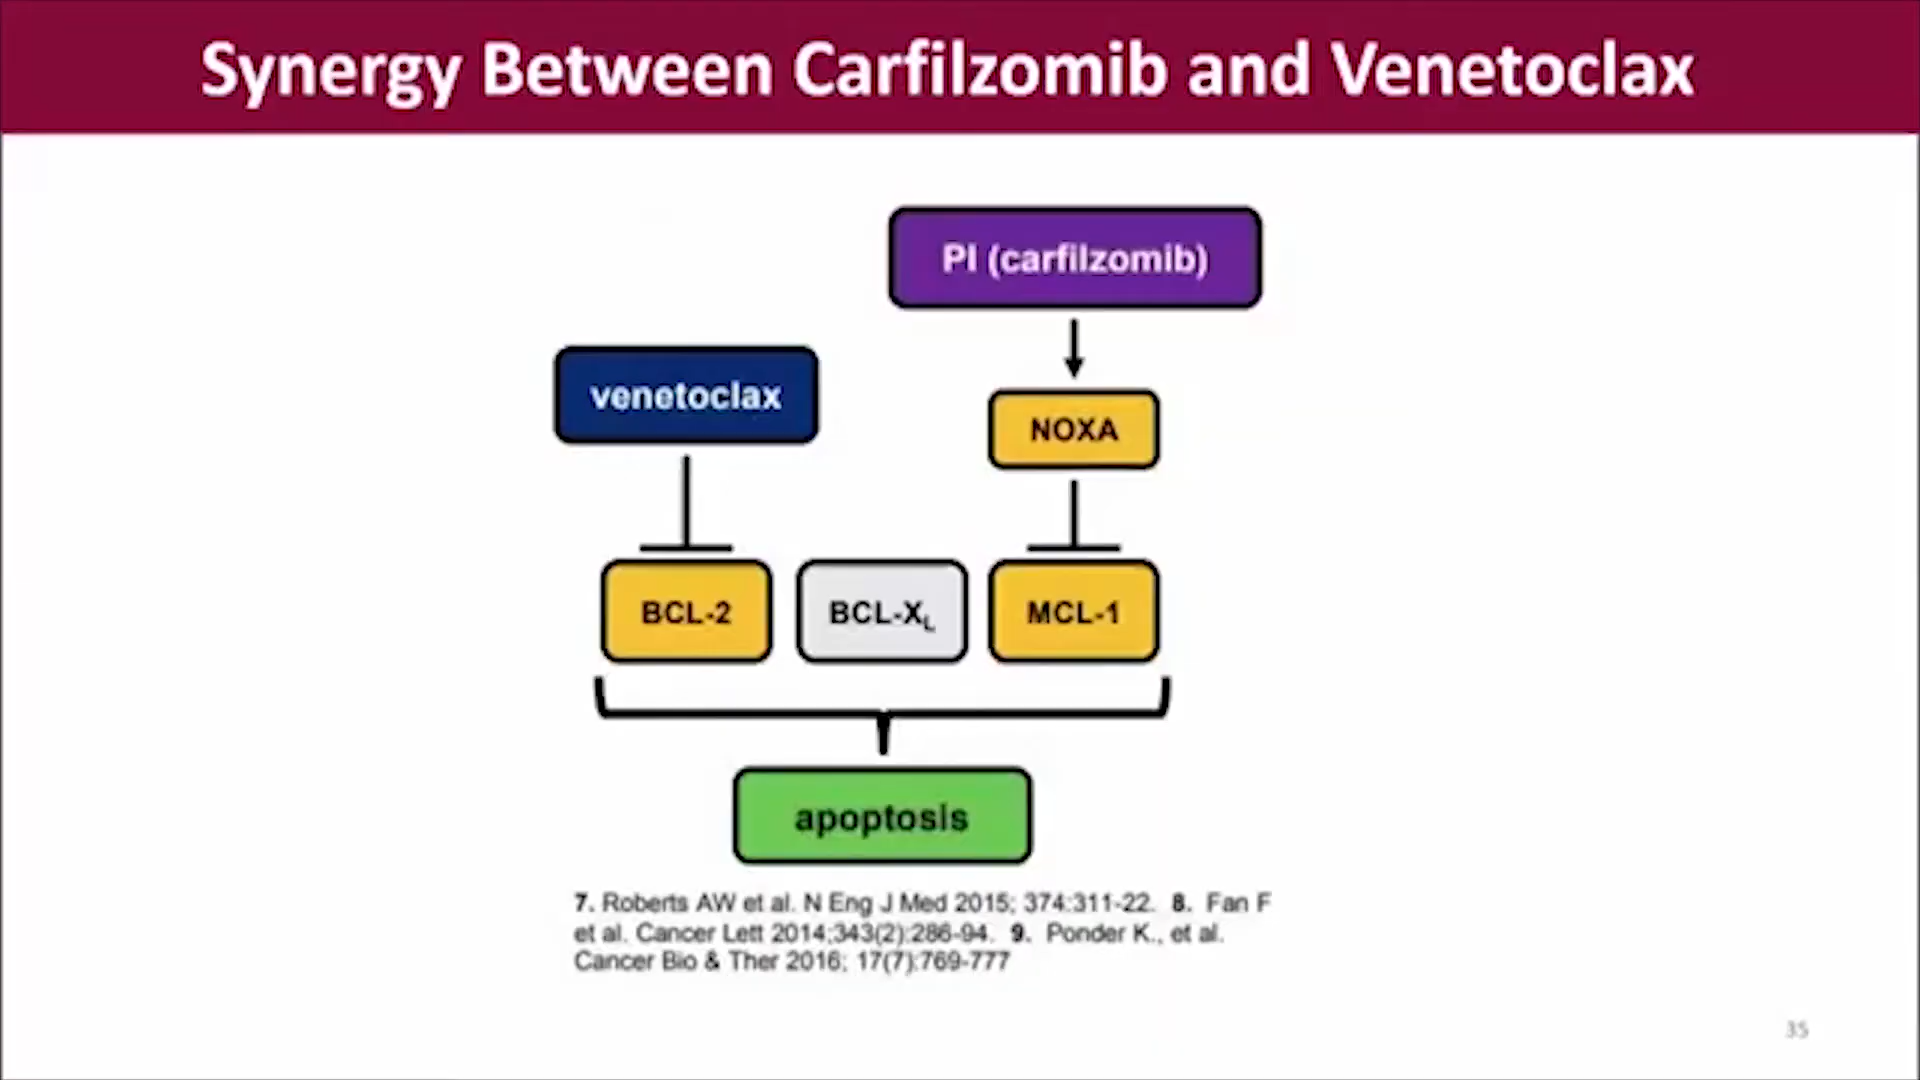 Synergy Between Carfilzomib and Venetoclax
PI (carfilzomib)
venetoclax
NOXA
BCL-2
BCL-XL
MCL-1
apoptosis
7. Roberts AW et al. N Eng J Med 2015; 374:311-22. 8. Fan F
et al. Cancer Lett 2014;343(2):286-94. 9. Ponder K., et al.
Cancer Bio & Ther 2016; 17(7):769-777
35